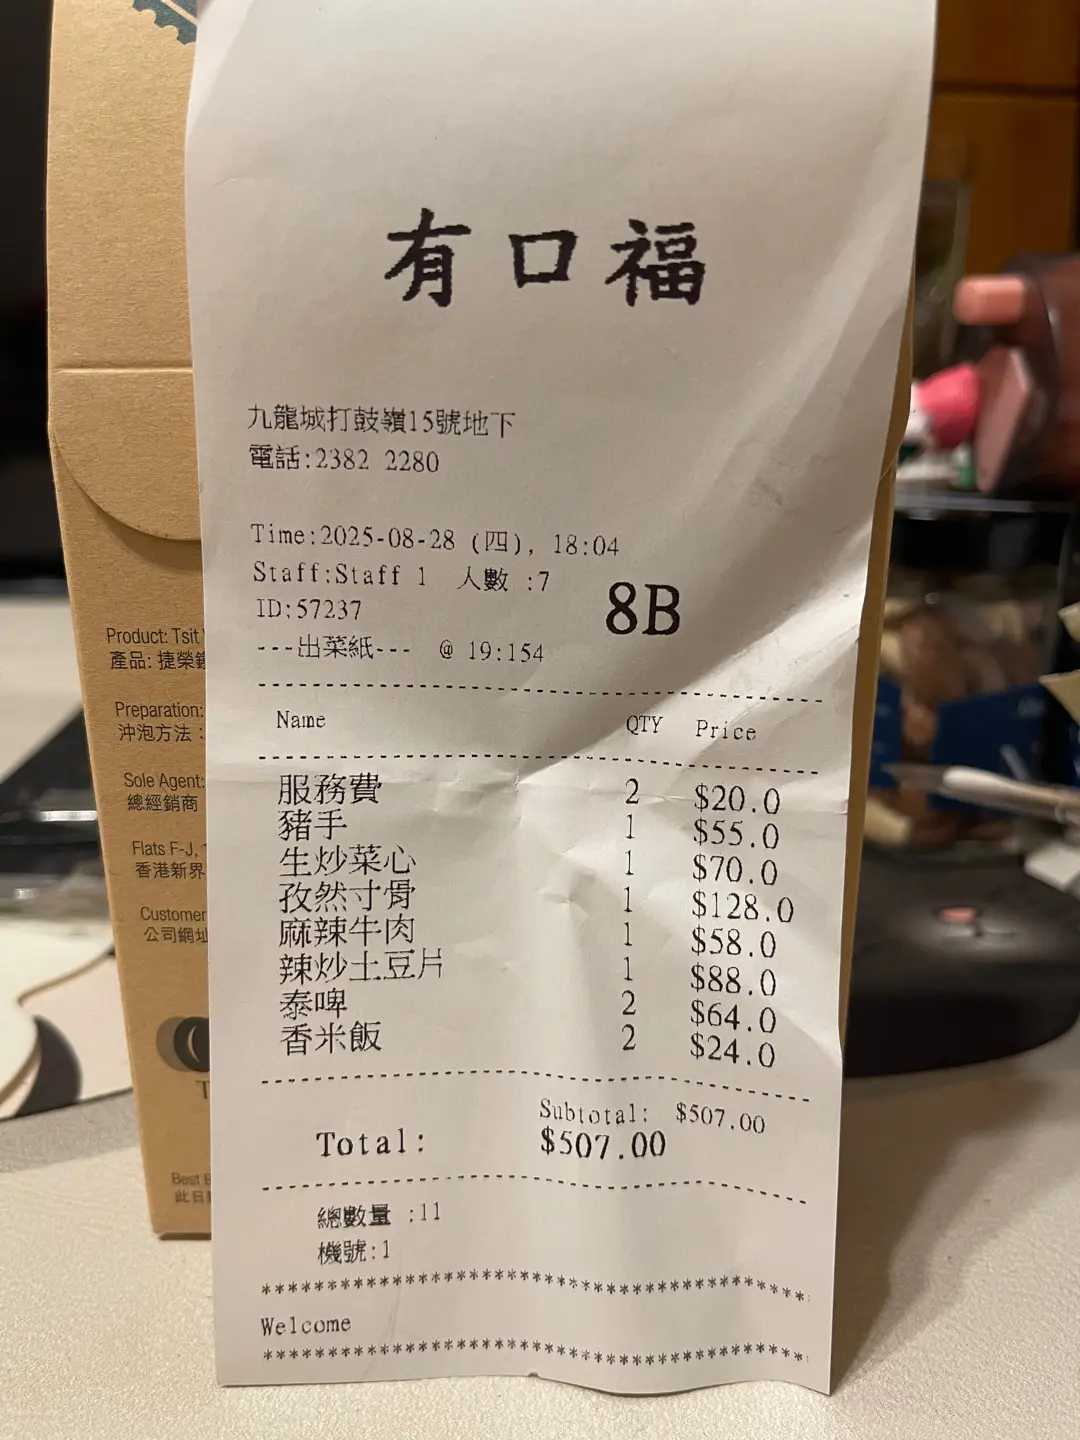 有口福
九龍城打鼓嶺15號地下
電話:2382 2280
Time:2025-08-28 (四), 18:04
Staff:Staff 1 人數 :7
8B
ID:57237
---出菜紙--- @ 19:154
Name QTY Price
服務費 2 $20.0
豬手 1 $55.0
生炒菜心 1 $70.0
孜然寸骨 1 $128.0
麻辣牛肉 1 $58.0
辣炒土豆片 1 $88.0
泰啤 2 $64.0
香米飯 2 $24.0
Subtotal: $507.00
Total: $507.00
總數量 :11
機號:1
Welcome
Product: Tsit
產品: 捷榮
Preparation:
沖泡方法 :
Sole Agent:
總經銷商
Flats F-J,
香港新界
Customer
公司網址
Best
此日